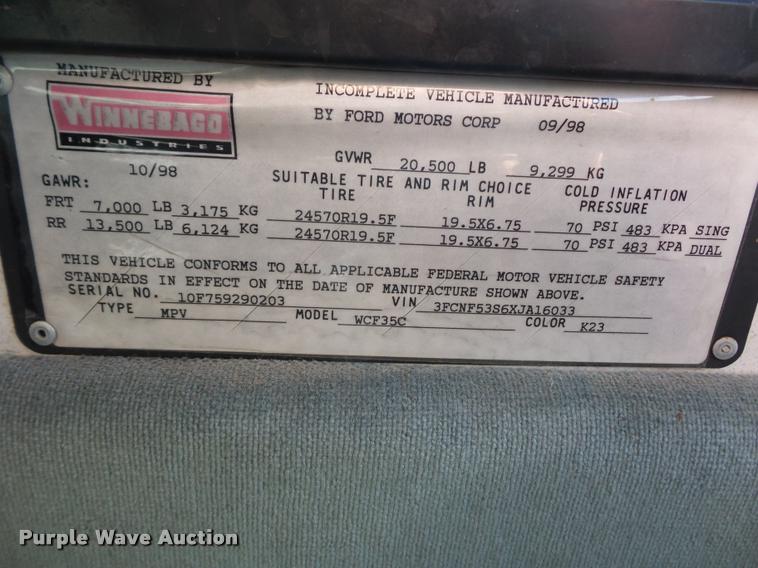 MANUFACTURED BY
WINNEBAGO
INDUSTRIES
10/98
INCOMPLETE VEHICLE MANUFACTURED
BY FORD MOTORS CORP 09/98
GVWR 20,500 LB 9,299 KG
GAWR:
SUITABLE TIRE AND RIM CHOICE COLD INFLATION
TIRE RIM PRESSURE
FRT 7,000 LB 3,175 KG 24570R19.5F 19.5X6.75 70 PSI 483 KPA SING
RR 13,500 LB 6,124 KG 24570R19.5F 19.5X6.75 70 PSI 483 KPA DUAL
THIS VEHICLE CONFORMS TO ALL APPLICABLE FEDERAL MOTOR VEHICLE SAFETY
STANDARDS IN EFFECT ON THE DATE OF MANUFACTURE SHOWN ABOVE.
SERIAL NO. 10F759290203 VIN 3FCNF53S6XJA16033
TYPE MPV MODEL WCF35C COLOR K23
Purple Wave Auction